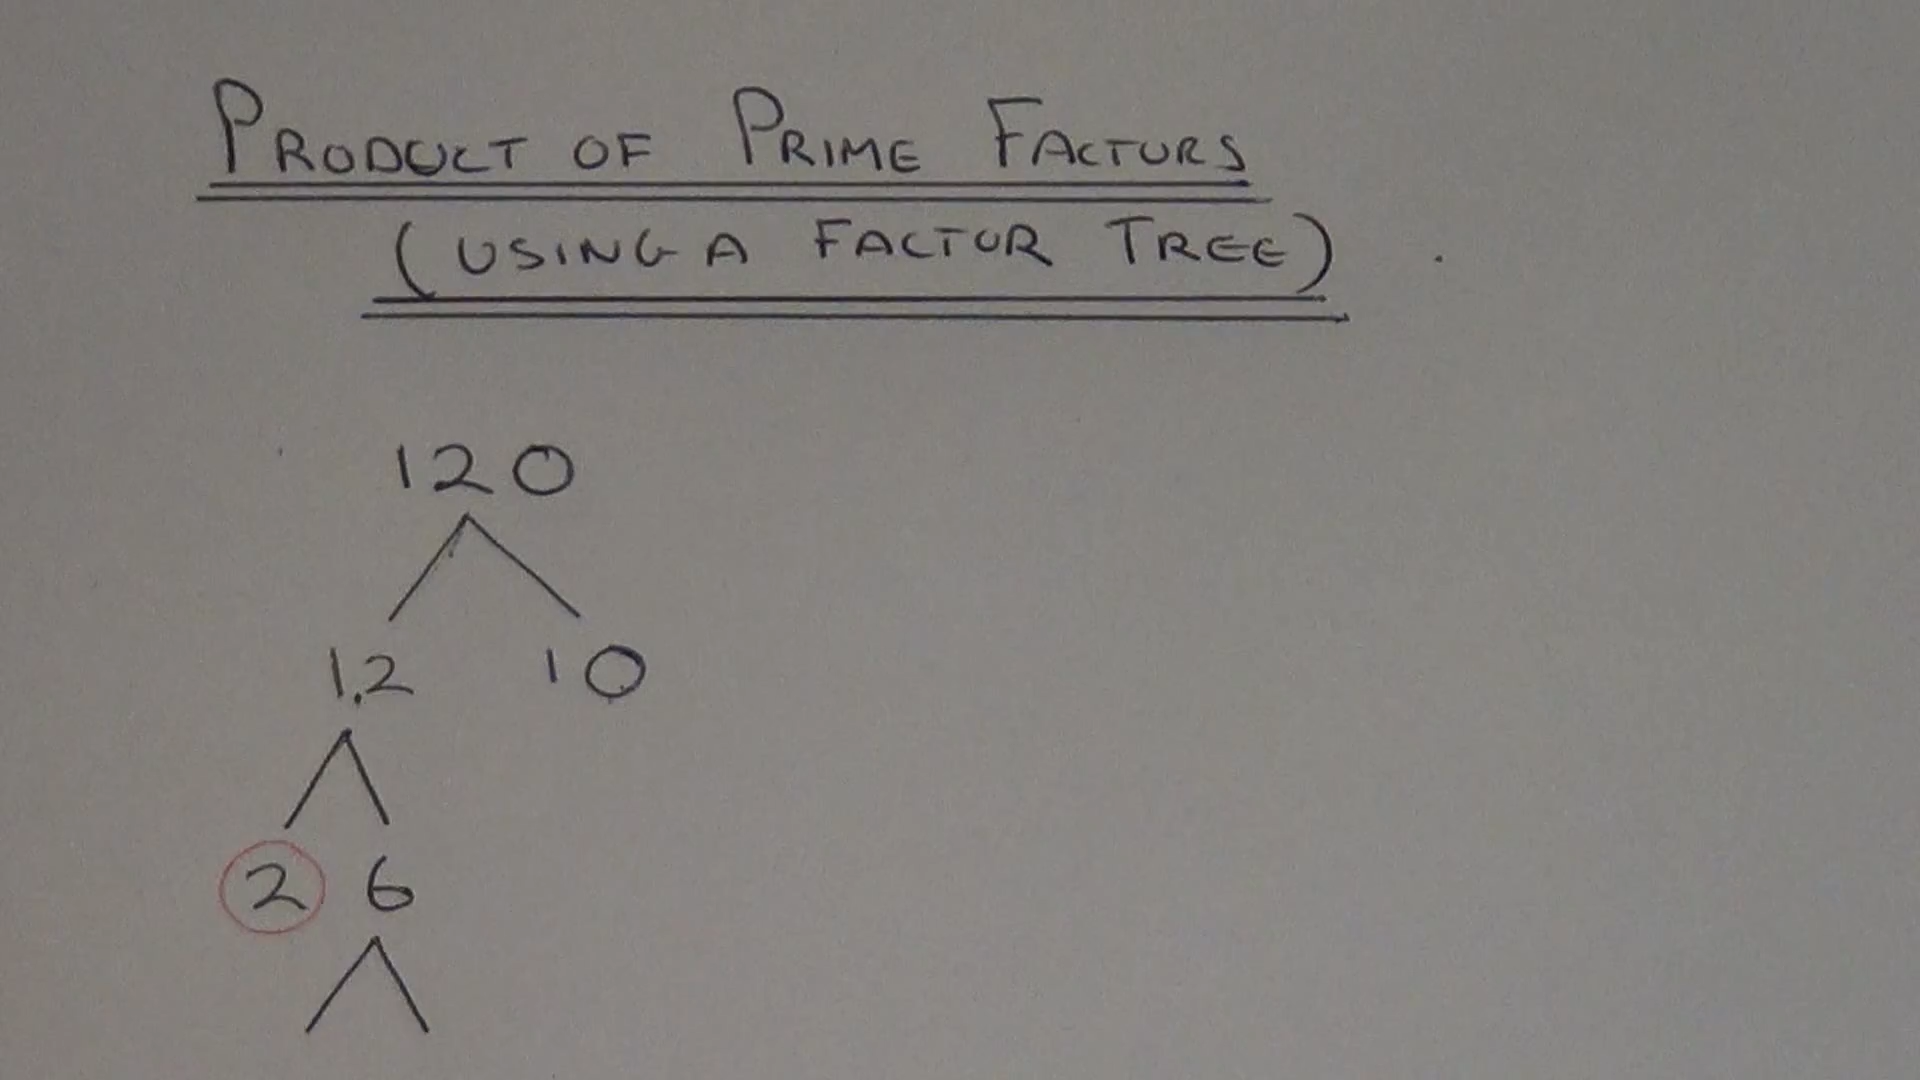 PRODUCT OF PRIME FACTORS
(USING A FACTOR TREE)
120
12 10
2 6